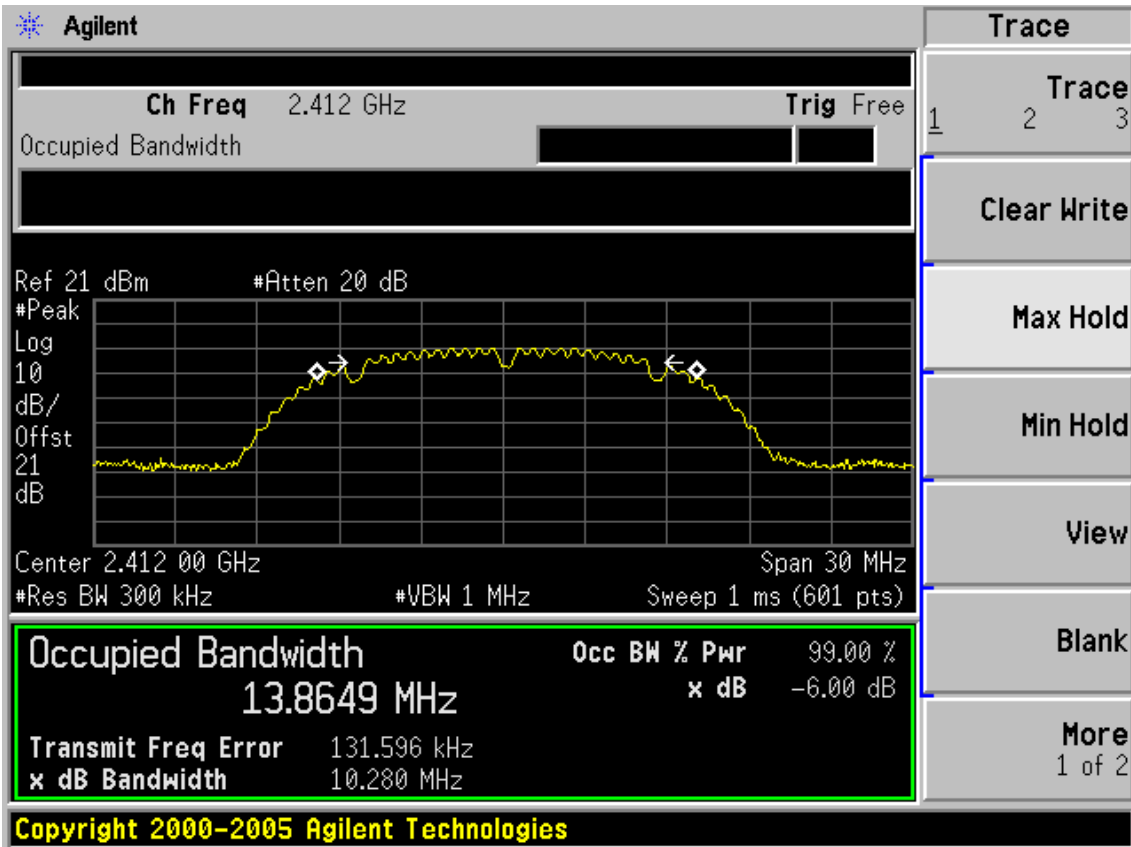 Agilent
Trace
Ch Freq 2.412 GHz Trig Free
Occupied Bandwidth
Trace
1 2 3
Clear Write
Max Hold
Min Hold
View
Blank
More
1 of 2
Ref 21 dBm #Atten 20 dB
#Peak
Log
10
dB/
Offst
21
dB
Center 2.412 00 GHz Span 30 MHz
#Res BW 300 kHz #VBW 1 MHz Sweep 1 ms (601 pts)
Occupied Bandwidth Occ BW % Pwr 99.00 %
13.8649 MHz x dB -6.00 dB
Transmit Freq Error 131.596 kHz
x dB Bandwidth 10.280 MHz
Copyright 2000-2005 Agilent Technologies